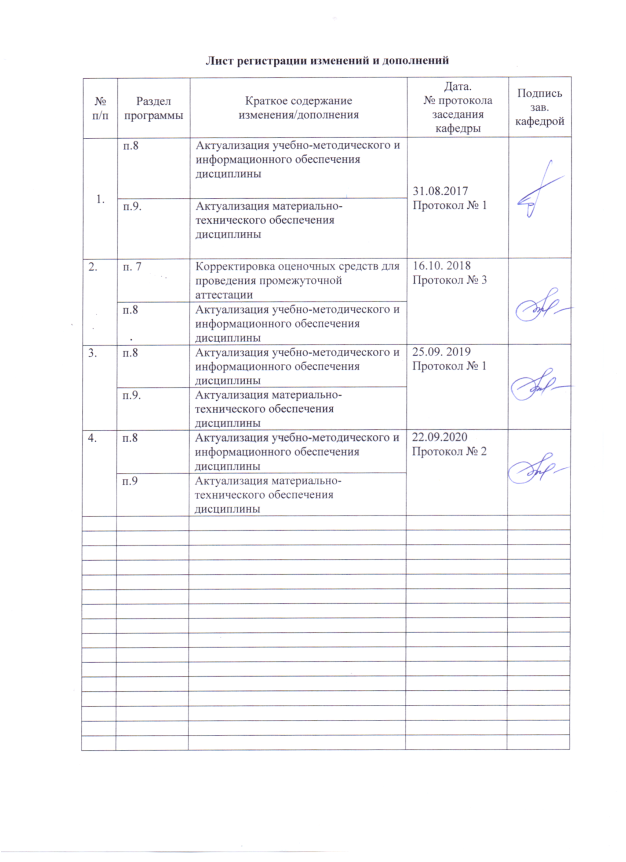 Лист регистрации изменений и дополнений
№
п/п
Раздел
программы
Краткое содержание
изменения/дополнения
Дата.
№ протокола
заседания
кафедры
Подпись
зав.
кафедрой
1.
п.8
Актуализация учебно-методического и
информационного обеспечения
дисциплины
31.08.2017
Протокол № 1
п.9.
Актуализация материально-
технического обеспечения
дисциплины
2.
п. 7
Корректировка оценочных средств для
проведения промежуточной
аттестации
16.10. 2018
Протокол № 3
п.8
Актуализация учебно-методического и
информационного обеспечения
дисциплины
3.
п.8
Актуализация учебно-методического и
информационного обеспечения
дисциплины
25.09. 2019
Протокол № 1
п.9.
Актуализация материально-
технического обеспечения
дисциплины
4.
п.8
Актуализация учебно-методического и
информационного обеспечения
дисциплины
22.09.2020
Протокол № 2
п.9
Актуализация материально-
технического обеспечения
дисциплины